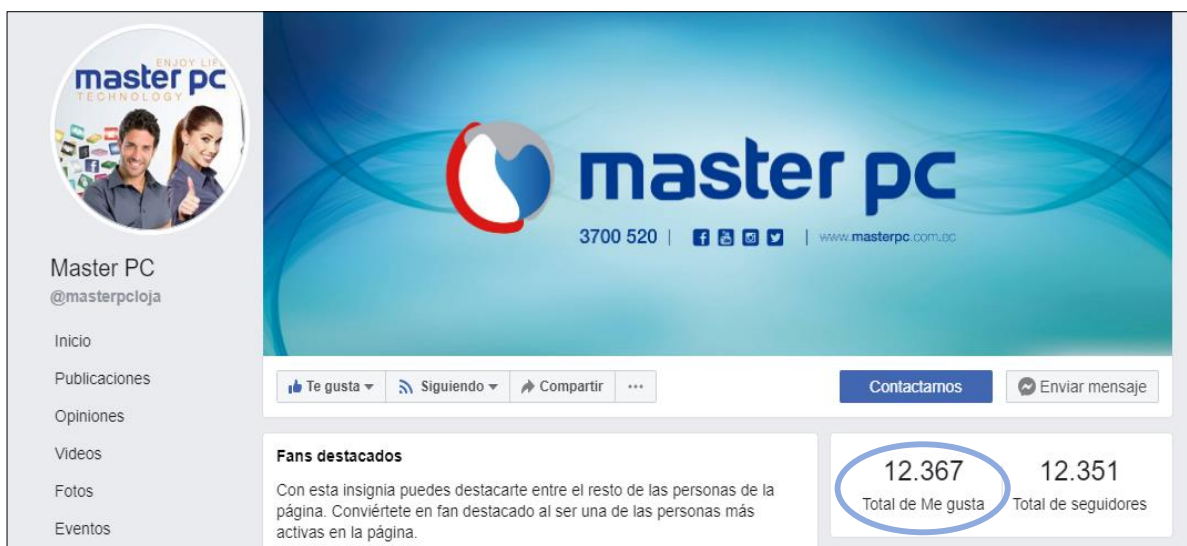 ENJOY LIFE
master pc
TECHNOLOGY
Master PC
@masterpcloja
Inicio
Publicaciones
Opiniones
Videos
Fotos
Eventos
master pc
3700 520 | | www.masterpc.com.ec
Te gusta Siguiendo Compartir ...
Contactarnos Enviar mensaje
Fans destacados
Con esta insignia puedes destacarte entre el resto de las personas de la
página. Conviértete en fan destacado al ser una de las personas más
activas en la página.
12.367 12.351
Total de Me gusta Total de seguidores